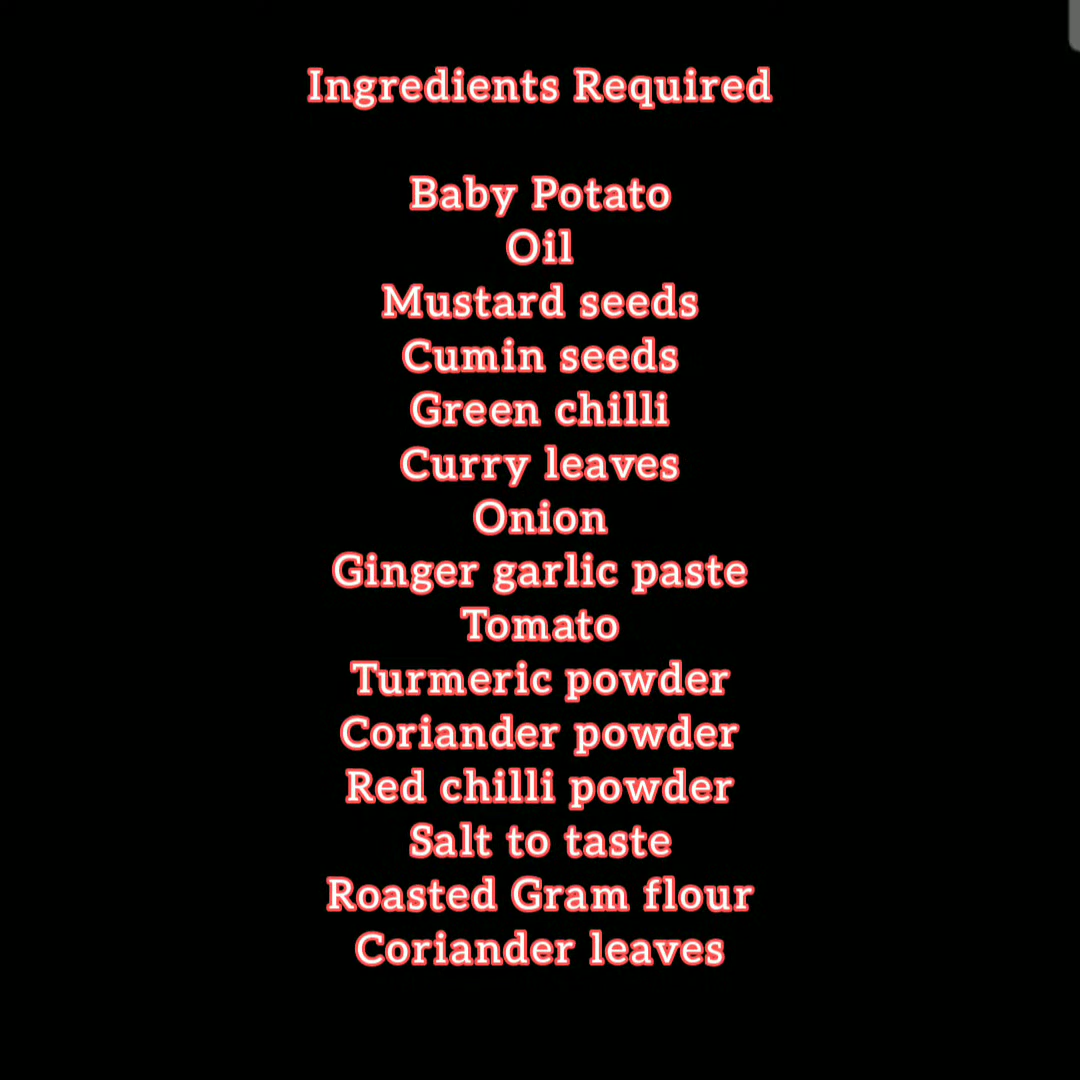 Ingredients Required
Baby Potato
Oil
Mustard seeds
Cumin seeds
Green chilli
Curry leaves
Onion
Ginger garlic paste
Tomato
Turmeric powder
Coriander powder
Red chilli powder
Salt to taste
Roasted Gram flour
Coriander leaves